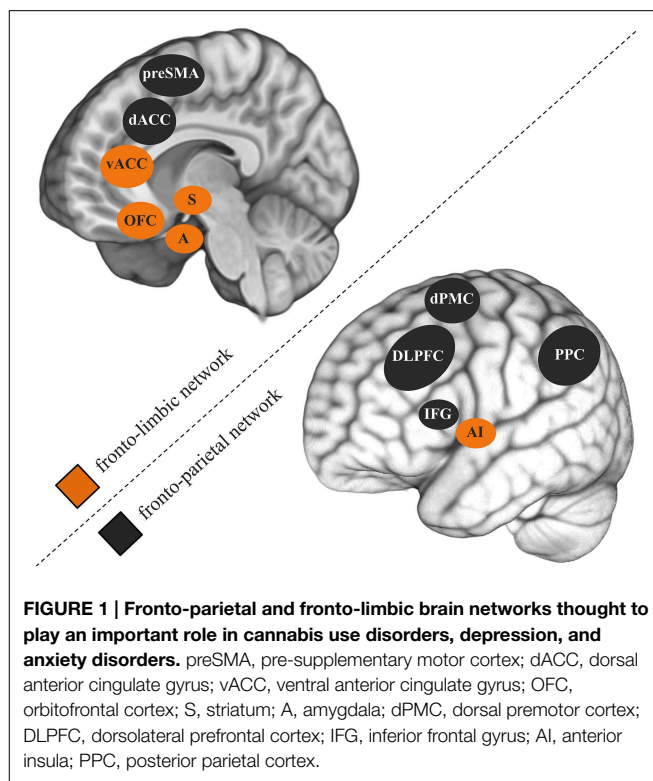 preSMA
dACC
vACC
S
OFC
A
dPMC
DLPFC
PPC
IFG
AI
fronto-limbic network
fronto-parietal network
FIGURE 1 | Fronto-parietal and fronto-limbic brain networks thought to
play an important role in cannabis use disorders, depression, and
anxiety disorders. preSMA, pre-supplementary motor cortex; dACC, dorsal
anterior cingulate gyrus; vACC, ventral anterior cingulate gyrus; OFC,
orbitofrontal cortex; S, striatum; A, amygdala; dPMC, dorsal premotor cortex;
DLPFC, dorsolateral prefrontal cortex; IFG, inferior frontal gyrus; AI, anterior
insula; PPC, posterior parietal cortex.